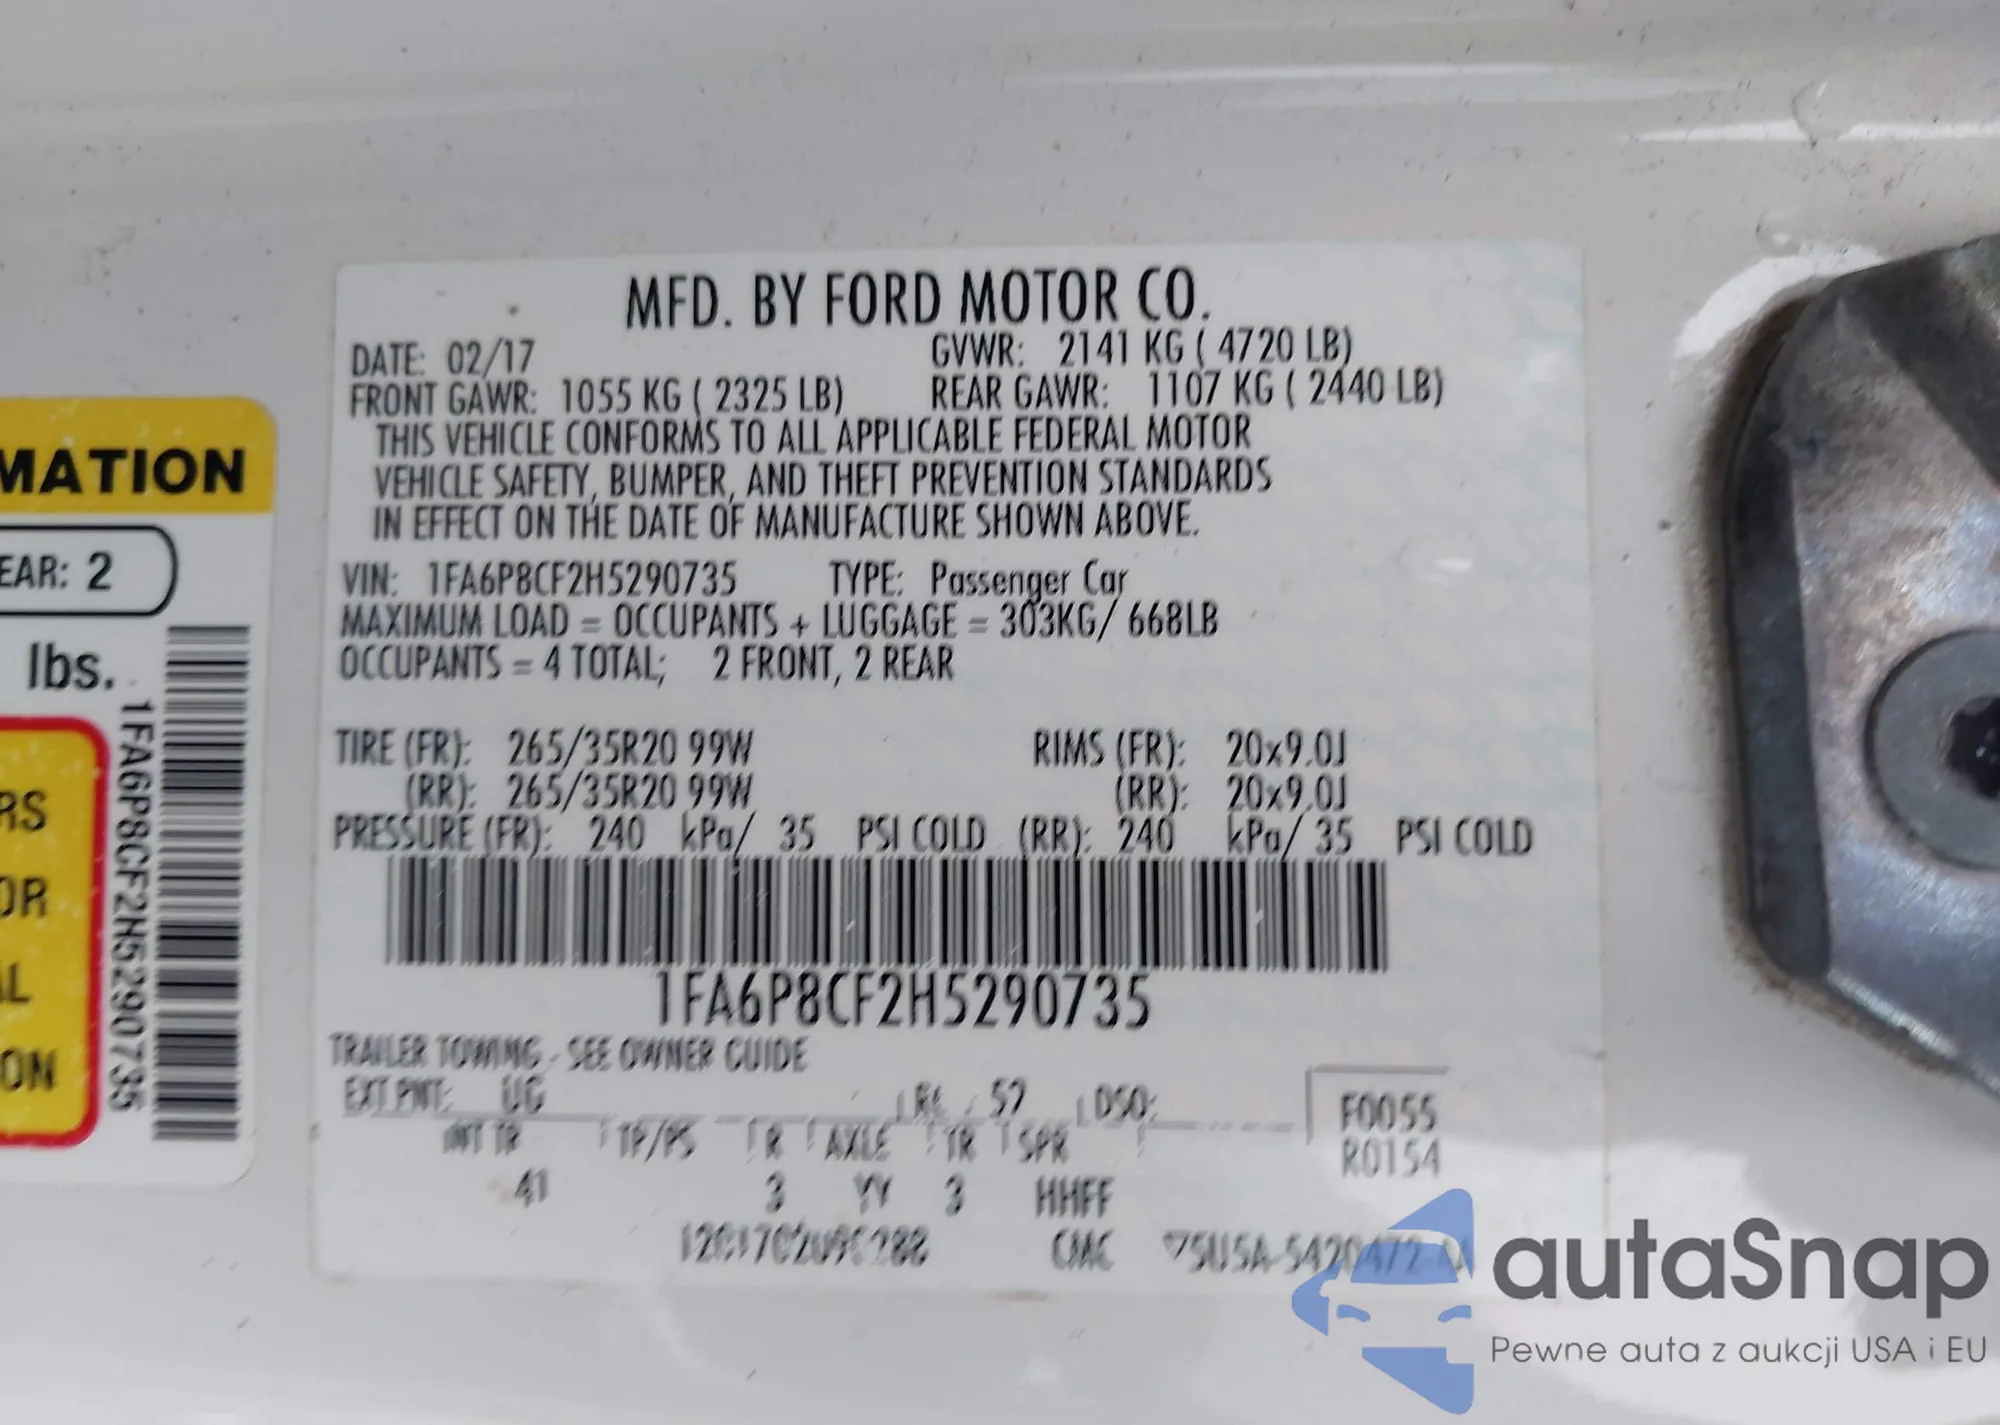 MATION
EAR: 2
lbs.
RS
OR
AL
ON
1FA6P8CF2H5290735
MFD. BY FORD MOTOR CO.
DATE: 02/17 GVWR: 2141 KG ( 4720 LB)
FRONT GAWR: 1055 KG ( 2325 LB) REAR GAWR: 1107 KG ( 2440 LB)
THIS VEHICLE CONFORMS TO ALL APPLICABLE FEDERAL MOTOR
VEHICLE SAFETY, BUMPER, AND THEFT PREVENTION STANDARDS
IN EFFECT ON THE DATE OF MANUFACTURE SHOWN ABOVE.
VIN: 1FA6P8CF2H5290735 TYPE: Passenger Car
MAXIMUM LOAD = OCCUPANTS + LUGGAGE = 303KG/ 668LB
OCCUPANTS = 4 TOTAL; 2 FRONT, 2 REAR
TIRE (FR): 265/35R20 99W RIMS (FR): 20x9.0J
(RR): 265/35R20 99W (RR): 20x9.0J
PRESSURE (FR): 240 kPa/ 35 PSI COLD (RR): 240 kPa/ 35 PSI COLD
1FA6P8CF2H5290735
TRAILER TOWING - SEE OWNER GUIDE
EXT PNT: UG RC: 52 DSO: F0055
INT TR TP/PS R AXLE TR SPR R0154
41 3 YY 3 HHFF
CMC
autaSnap
Pewne auta z aukcji USA i EU